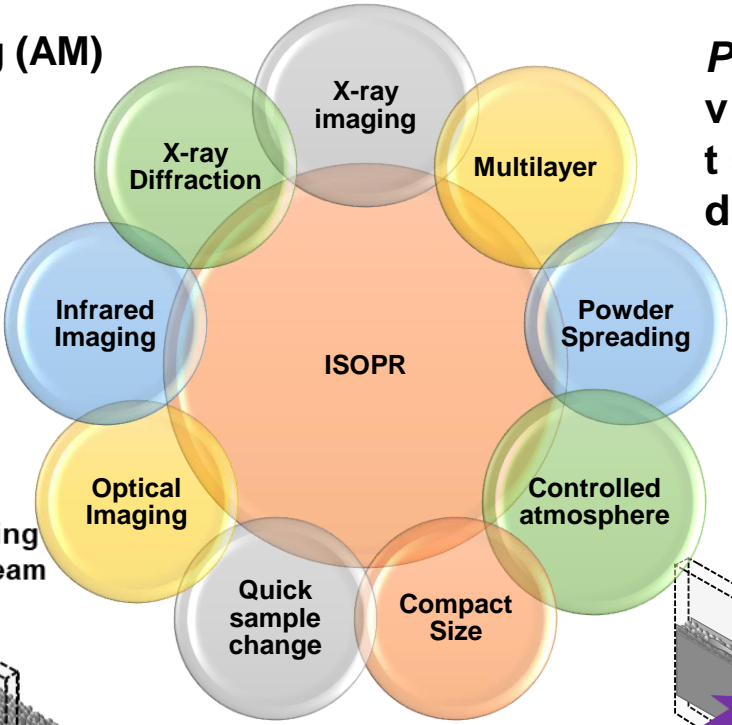 (AM)
X-ray
imaging
X-ray
Diffraction
Multilayer
P
v
t
d
Infrared
Imaging
Powder
Spreading
ISOPR
Optical
Imaging
Controlled
atmosphere
ing
eam
Quick
sample
change
Compact
Size